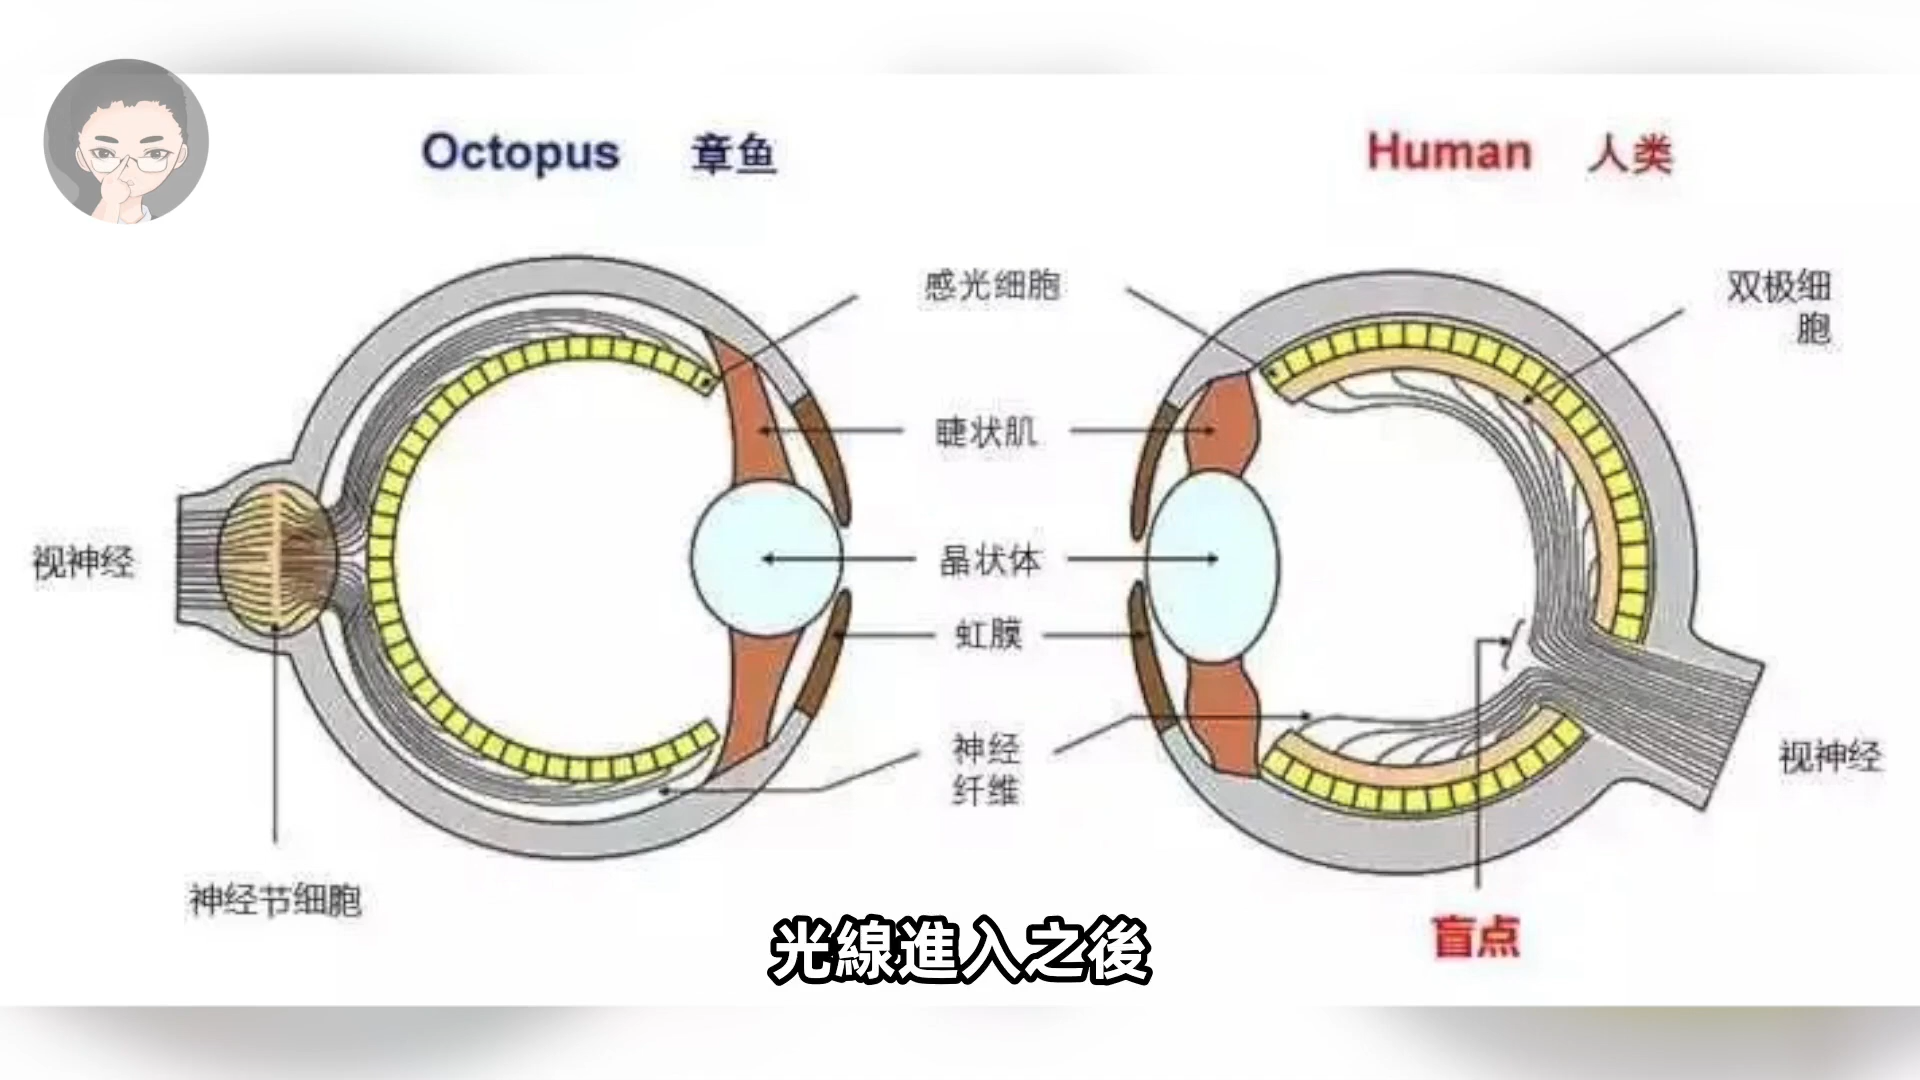 Octopus 章鱼
Human 人类
感光细胞
双极细
胞
睫状肌
视神经
晶状体
虹膜
神经
纤维
视神经
神经节细胞
盲点
光線進入之後